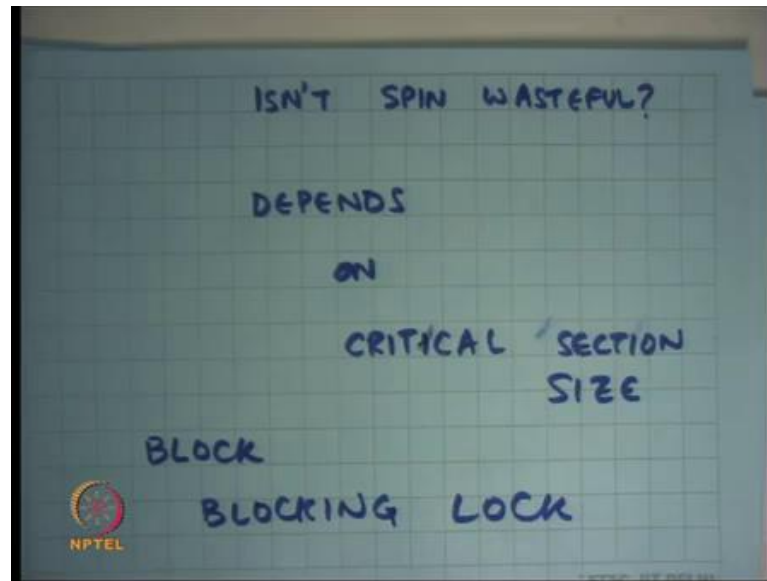 ISN'T SPIN WASTEFUL?
DEPENDS
ON
CRITICAL SECTION
SIZE
BLOCK
BLOCKING LOCK
NPTEL